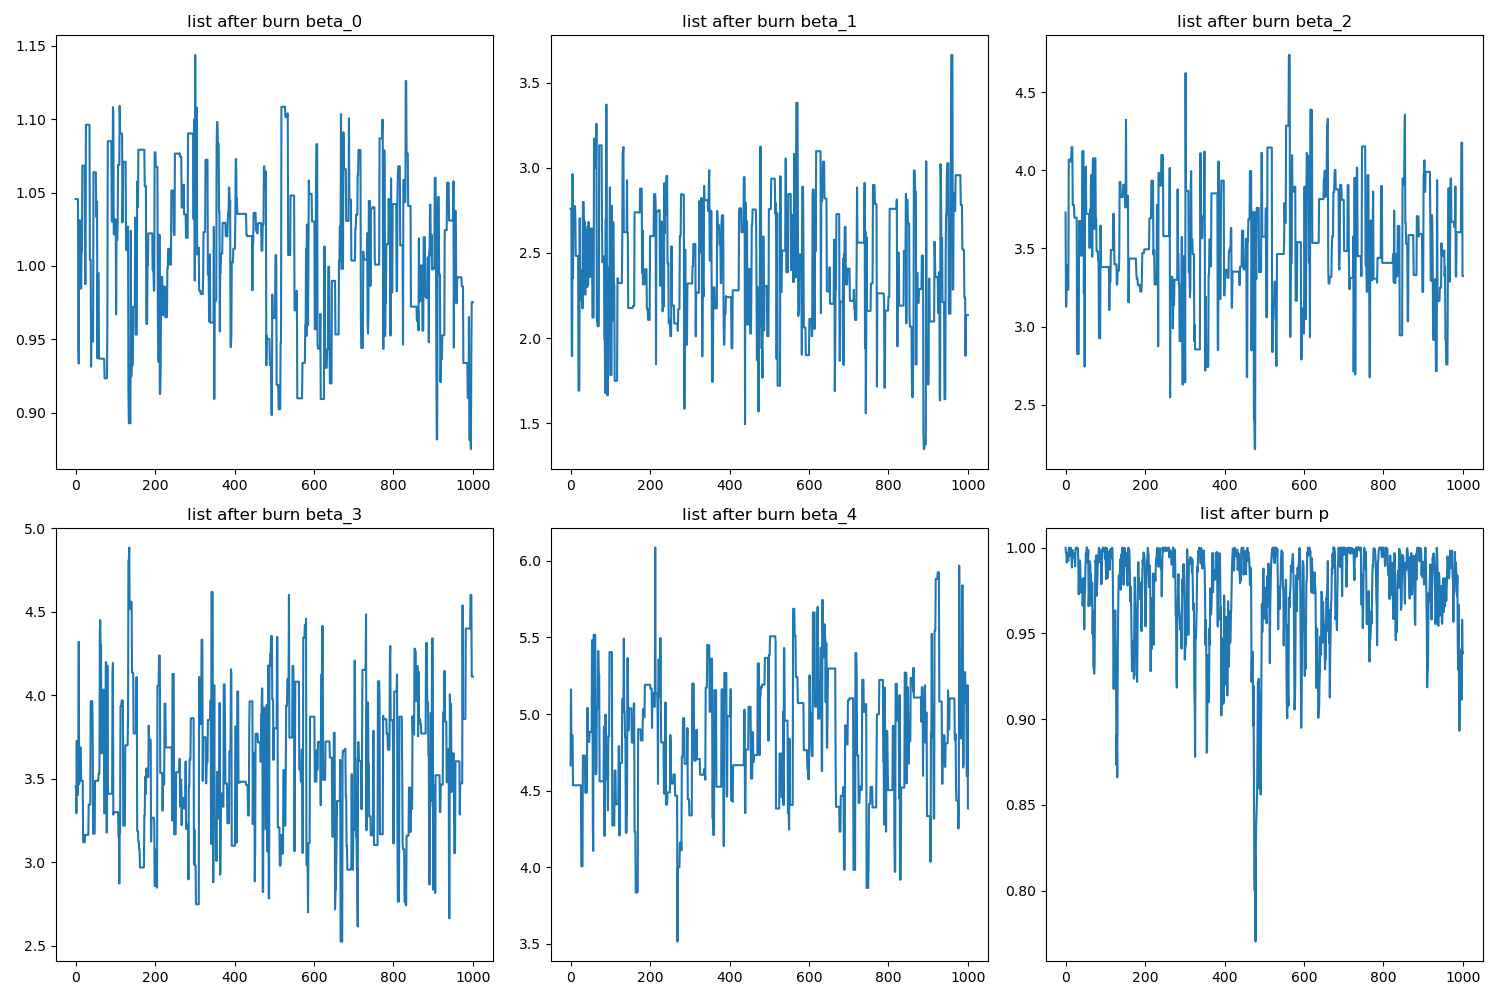 list after burn beta_0
list after burn beta_1
list after burn beta_2
1.15
1.10
1.05
1.00
0.95
0.90
0 200 400 600 800 1000
3.5
3.0
2.5
2.0
1.5
0 200 400 600 800 1000
4.5
4.0
3.5
3.0
2.5
0 200 400 600 800 1000
list after burn beta_3
list after burn beta_4
list after burn p
5.0
4.5
4.0
3.5
3.0
2.5
0 200 400 600 800 1000
6.0
5.5
5.0
4.5
4.0
3.5
0 200 400 600 800 1000
1.00
0.95
0.90
0.85
0.80
0 200 400 600 800 1000